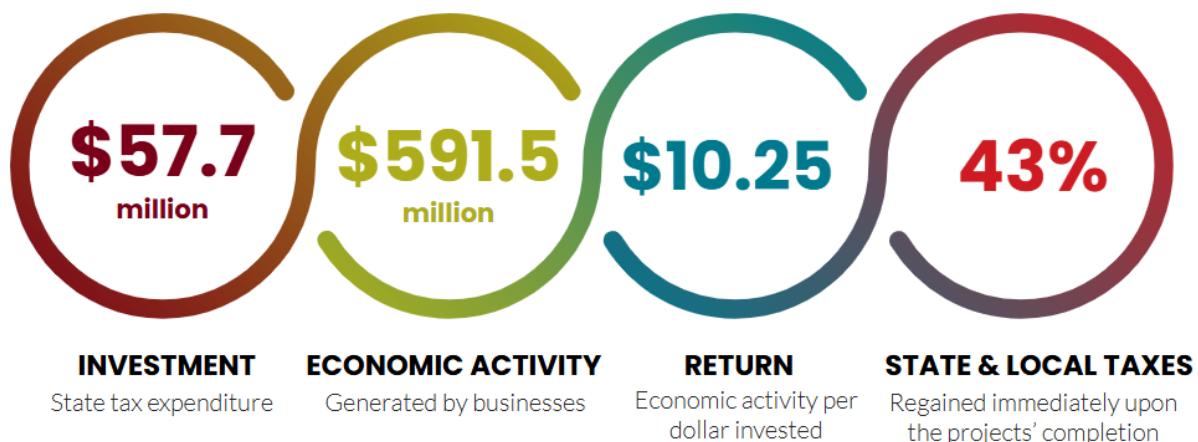 $57.7
million
INVESTMENT
State tax expenditure
$591.5
million
ECONOMIC ACTIVITY
Generated by businesses
$10.25
RETURN
Economic activity per
dollar invested
43%
STATE & LOCAL TAXES
Regained immediately upon
the projects' completion